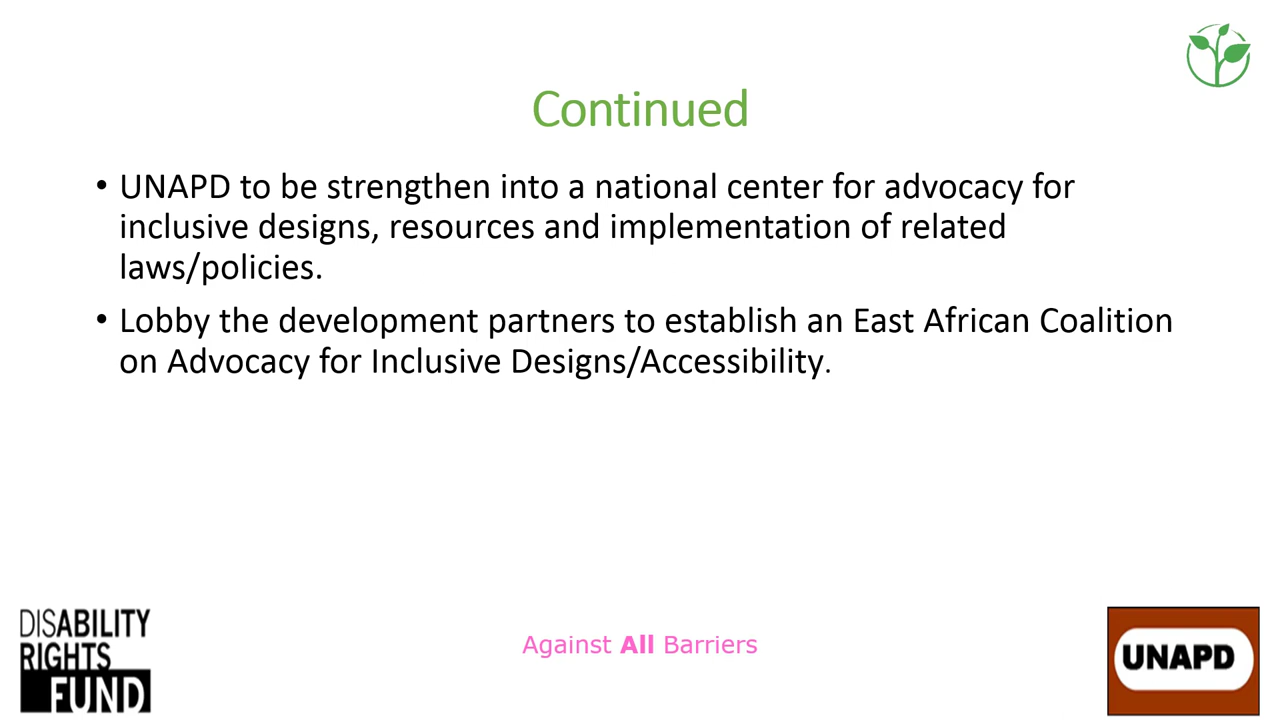 Continued
• UNAPD to be strengthen into a national center for advocacy for
inclusive designs, resources and implementation of related
laws/policies.
• Lobby the development partners to establish an East African Coalition
on Advocacy for Inclusive Designs/Accessibility.
DISABILITY
RIGHTS
FUND
Against All Barriers
UNAPD